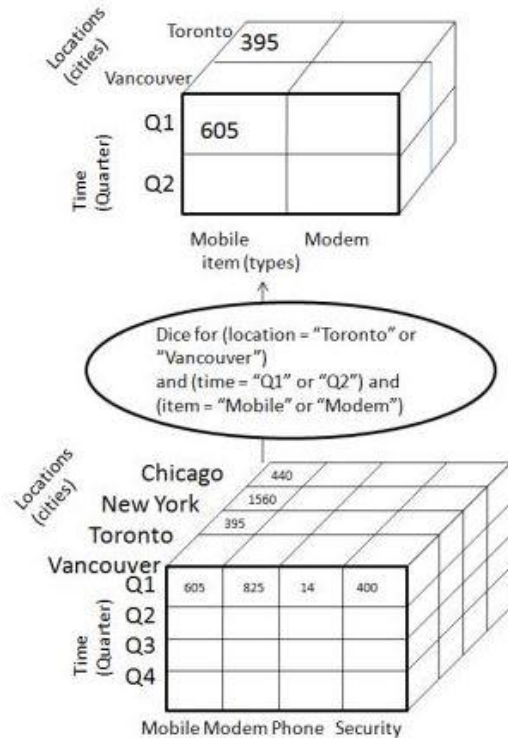 Locations
(cities)
Toronto
395
Vancouver
Q1
605
Q2
Time
(Quarter)
Mobile
Modem
item (types)
Dice for (location = “Toronto” or
“Vancouver”)
and (time = “Q1” or “Q2”) and
(item = “Mobile” or “Modem”)
Locations
(cities)
Chicago
440
New York
1560
Toronto
395
Vancouver
Q1
605
825
14
400
Q2
Q3
Q4
Time
(Quarter)
Mobile Modem Phone Security